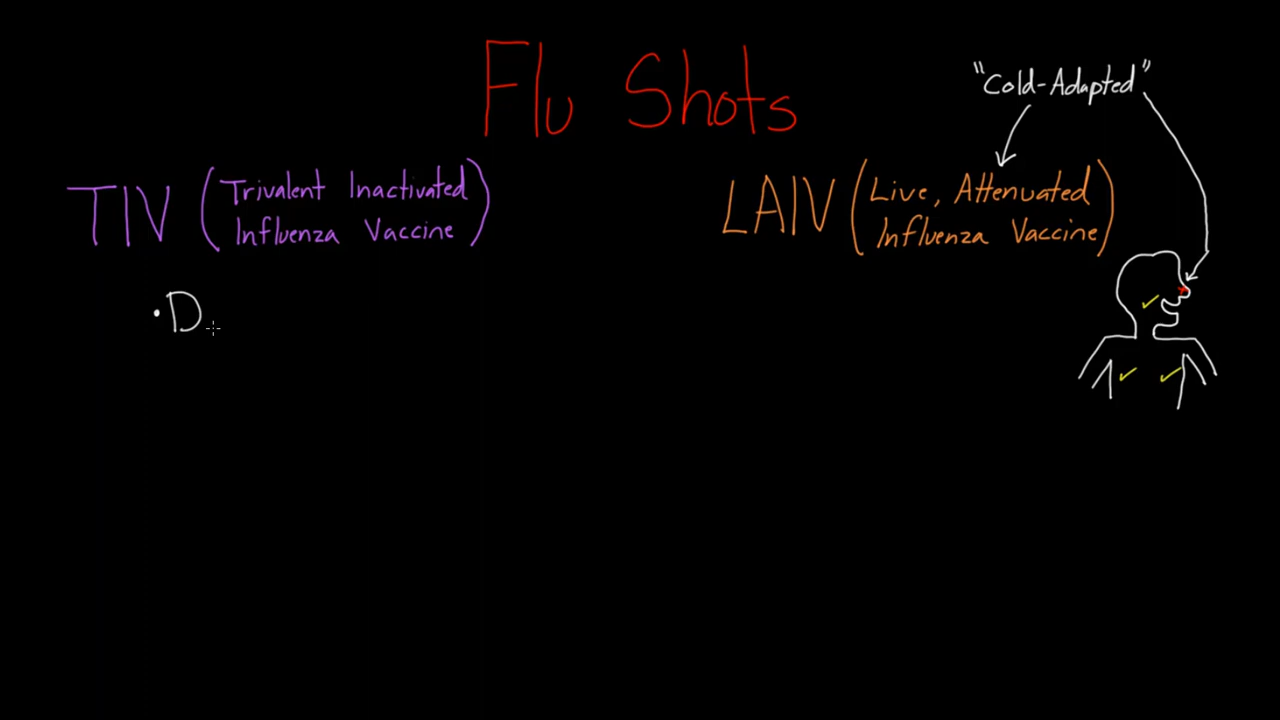 Flu Shots
"Cold-Adapted"
TIV (Trivalent Inactivated
Influenza Vaccine)
LAIV (Live, Attenuated
Influenza Vaccine)
·D